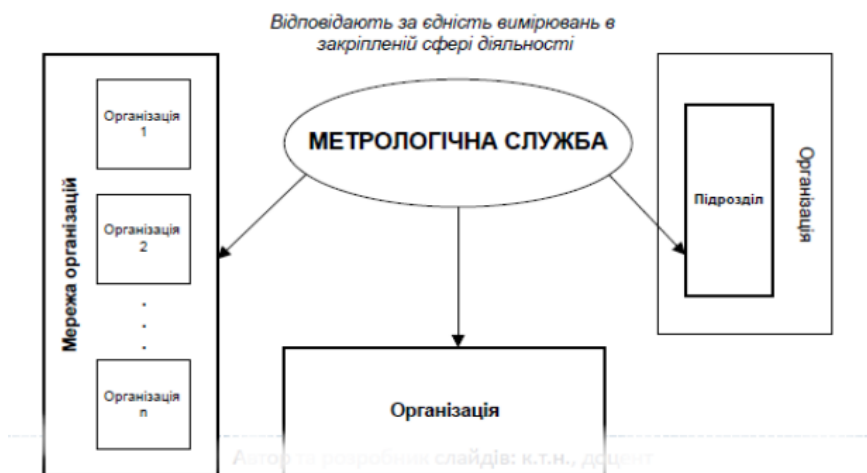 Відповідають за єдність вимірювань в
закріпленій сфері діяльності
МЕТРОЛОГІЧНА СЛУЖБА
Мережа організацій
Організація
1
Організація
2
.
.
.
Організація
n
Організація
Підрозділ
Організація
Автор та розробник слайдів: к.т.н., доцент